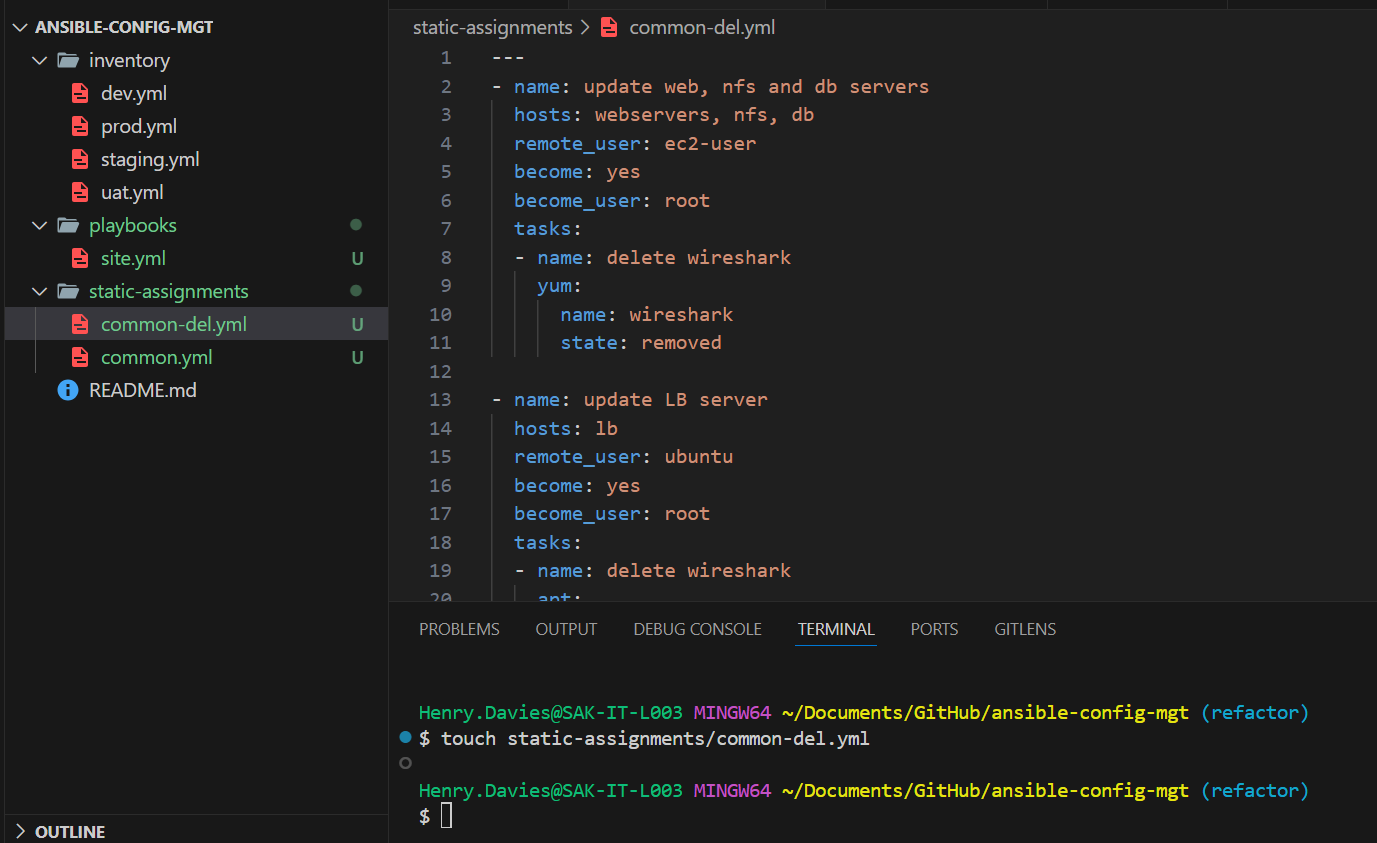 ANSIBLE-CONFIG-MGT
inventory
dev.yml
prod.yml
staging.yml
uat.yml
playbooks
site.yml U
static-assignments
common-del.yml U
common.yml U
README.md
OUTLINE
static-assignments > common-del.yml
1 ---
2 - name: update web, nfs and db servers
3 hosts: webservers, nfs, db
4 remote_user: ec2-user
5 become: yes
6 become_user: root
7 tasks:
8 - name: delete wireshark
9 yum:
10 name: wireshark
11 state: removed
12
13 - name: update LB server
14 hosts: lb
15 remote_user: ubuntu
16 become: yes
17 become_user: root
18 tasks:
19 - name: delete wireshark
20 apt:
PROBLEMS OUTPUT DEBUG CONSOLE TERMINAL PORTS GITLENS
Henry.Davies@SAK-IT-L003 MINGW64 ~/Documents/GitHub/ansible-config-mgt (refactor)
$ touch static-assignments/common-del.yml
Henry.Davies@SAK-IT-L003 MINGW64 ~/Documents/GitHub/ansible-config-mgt (refactor)
$